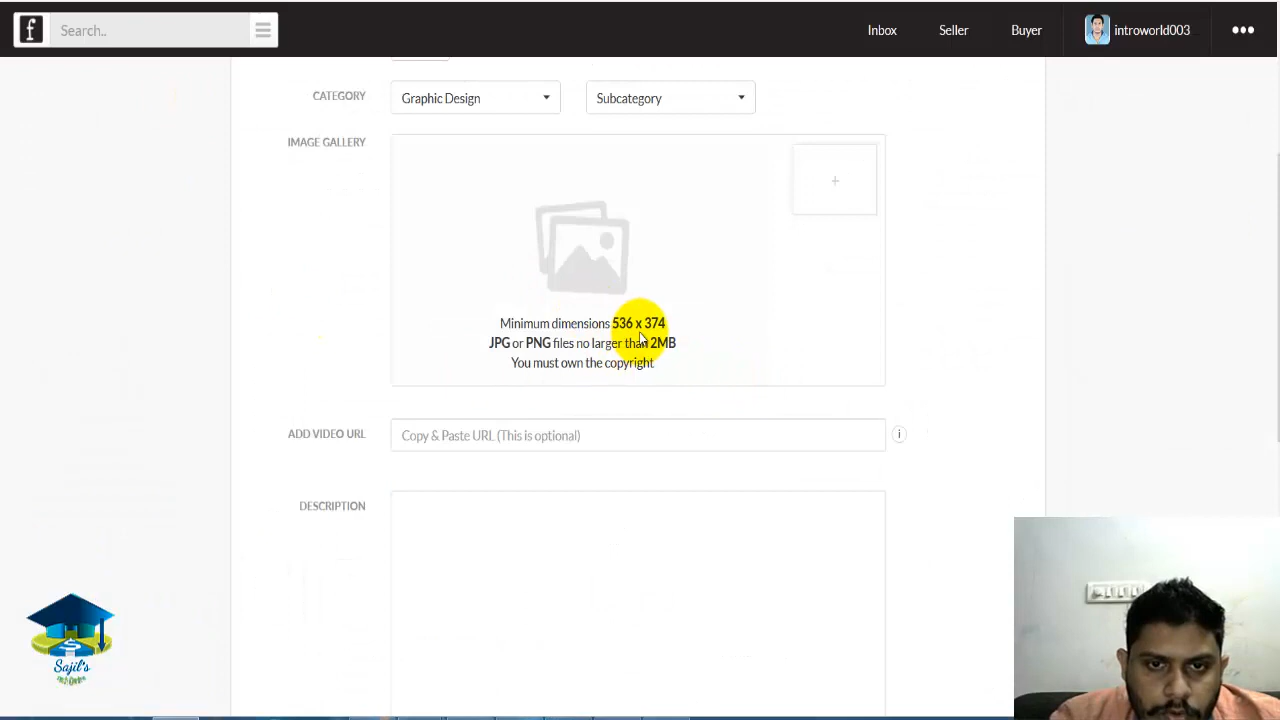 f
Search..
Inbox
Seller
Buyer
introworld003
CATEGORY
Graphic Design
Subcategory
IMAGE GALLERY
+
Minimum dimensions 536 x 374
JPG or PNG files no larger than 2MB
You must own the copyright
ADD VIDEO URL
Copy & Paste URL (This is optional)
i
DESCRIPTION
Sajil's